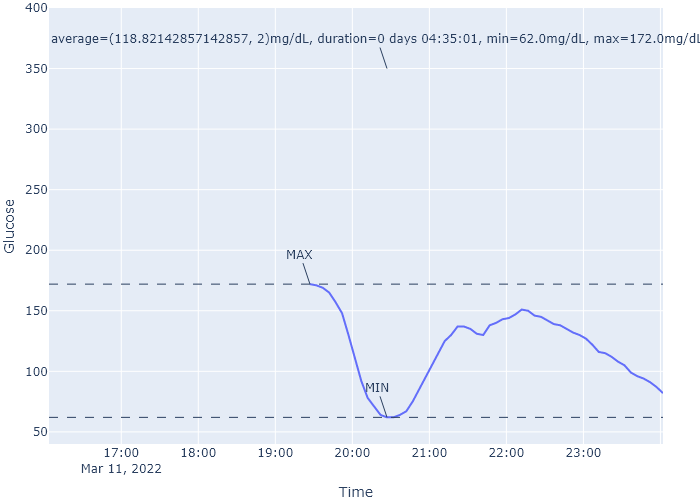 400
average=(118.82142857142857, 2)mg/dL, duration=0 days 04:35:01, min=62.0mg/dL, max=172.0mg/dL
350
300
250
200
MAX
150
100
MIN
50
Glucose
17:00 18:00 19:00 20:00 21:00 22:00 23:00
Mar 11, 2022
Time